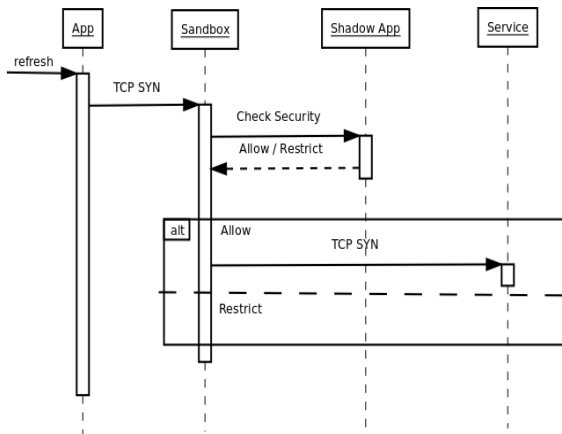 App
Sandbox
Shadow App
Service
refresh
TCP SYN
Check Security
Allow / Restrict
alt
Allow
TCP SYN
Restrict